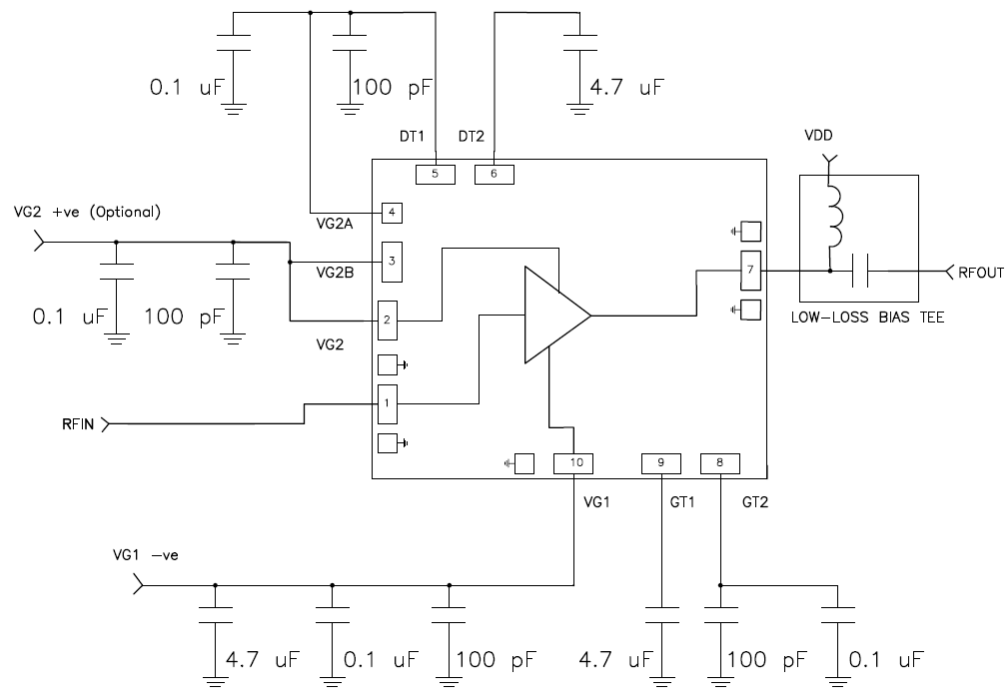 0.1 uF
100 pF
4.7 uF
DT1
DT2
VDD
5
6
VG2 +ve (Optional)
VG2A
4
VG2B
3
7
RFOUT
0.1 uF
100 pF
2
VG2
LOW-LOSS BIAS TEE
1
RFIN
10
9
8
VG1
GT1
GT2
VG1 -ve
4.7 uF
0.1 uF
100 pF
4.7 uF
100 pF
0.1 uF